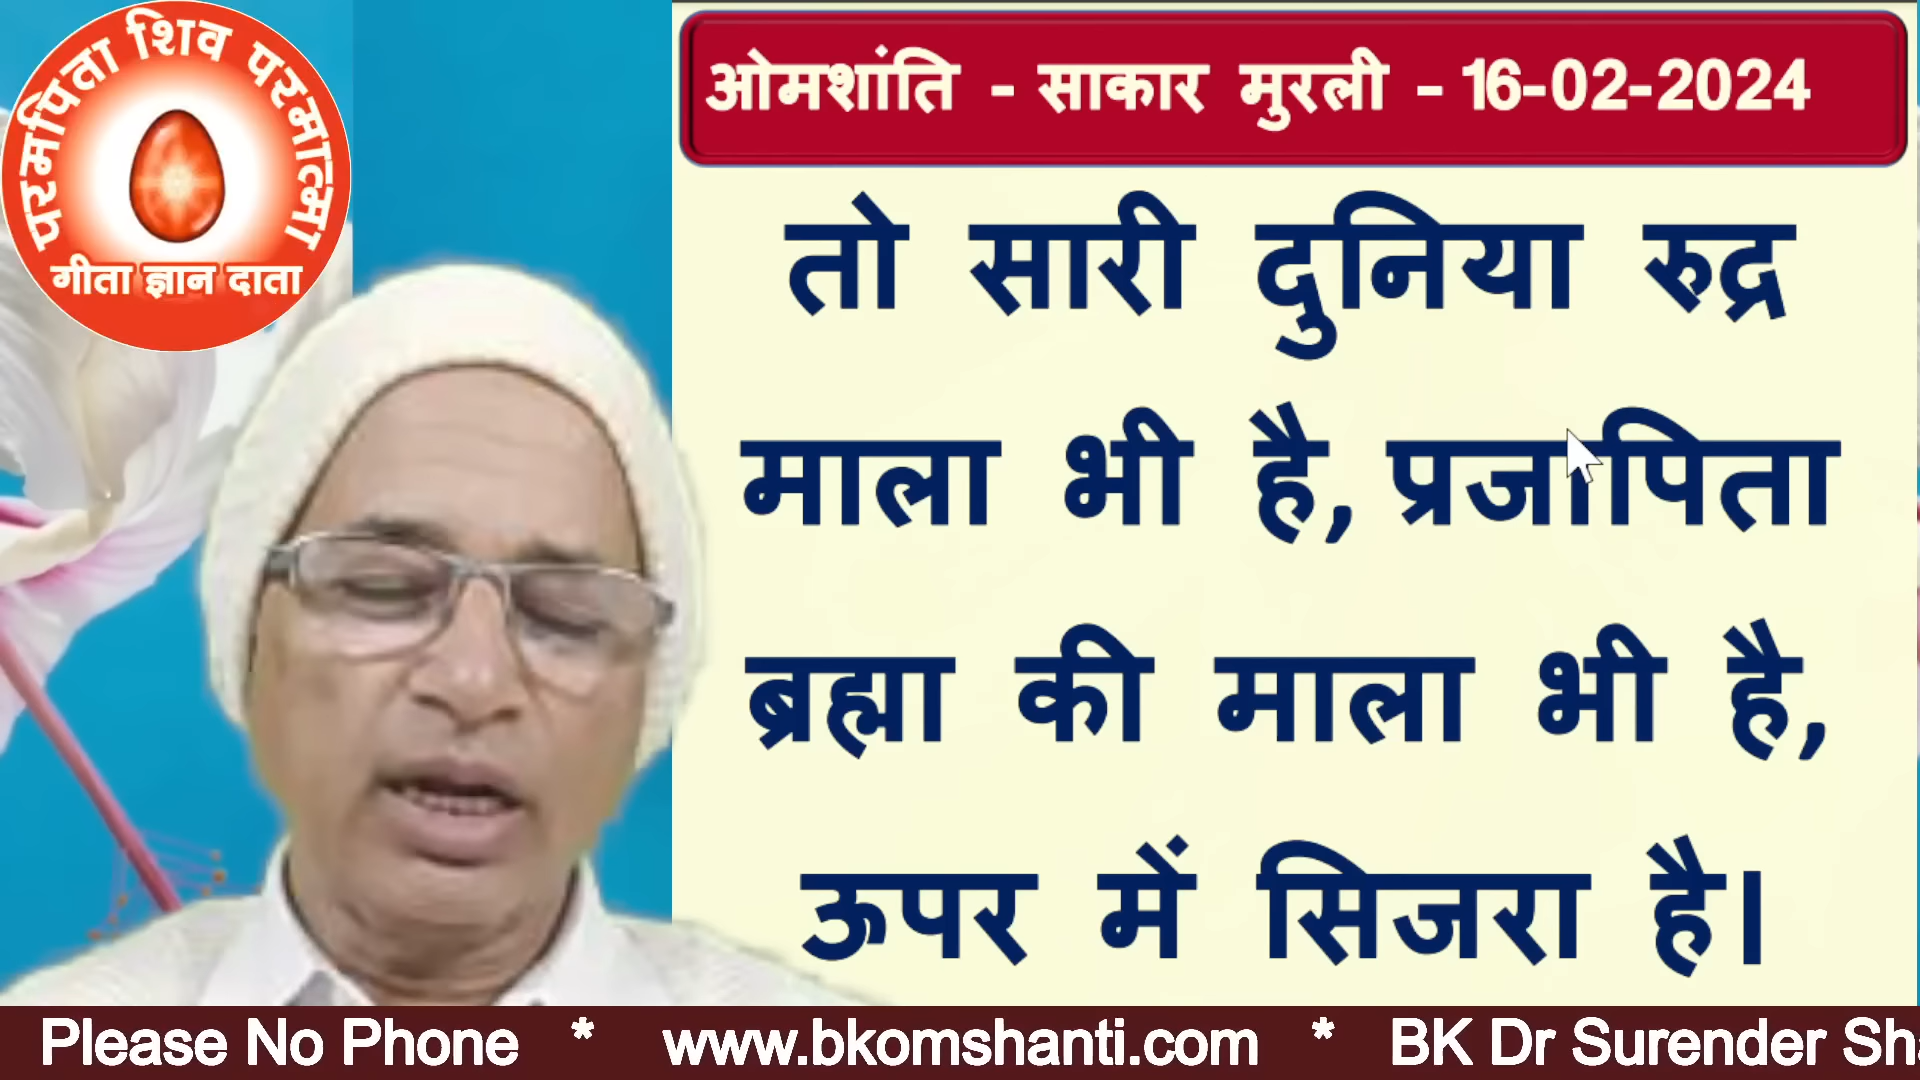 परमपिता शिव परमात्मा
गीता ज्ञान दाता
ओमशांति - साकार मुरली - 16-02-2024
तो सारी दुनिया रुद्र
माला भी है, प्रजापिता
ब्रह्मा की माला भी है,
ऊपर में सिजरा है।
Please No Phone * www.bkomshanti.com * BK Dr Surender Sha